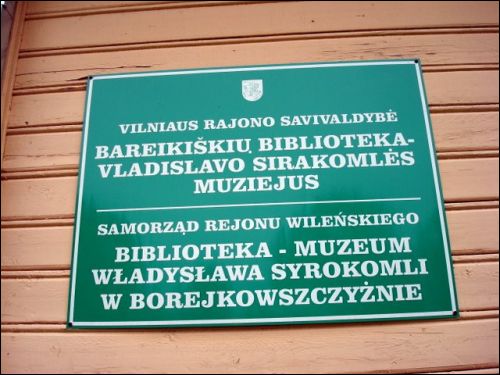 VILNIAUS RAJONO SAVIVALDYBĖ
BAREIKIŠKIŲ BIBLIOTEKA-
VLADISLAVO SIRAKOMLĖS
MUZIEJUS
SAMORZĄD REJONU WILEŃSKIEGO
BIBLIOTEKA - MUZEUM
WŁADYSŁAWA SYROKOMLI
W BOREJKOWSZCZYŹNIE